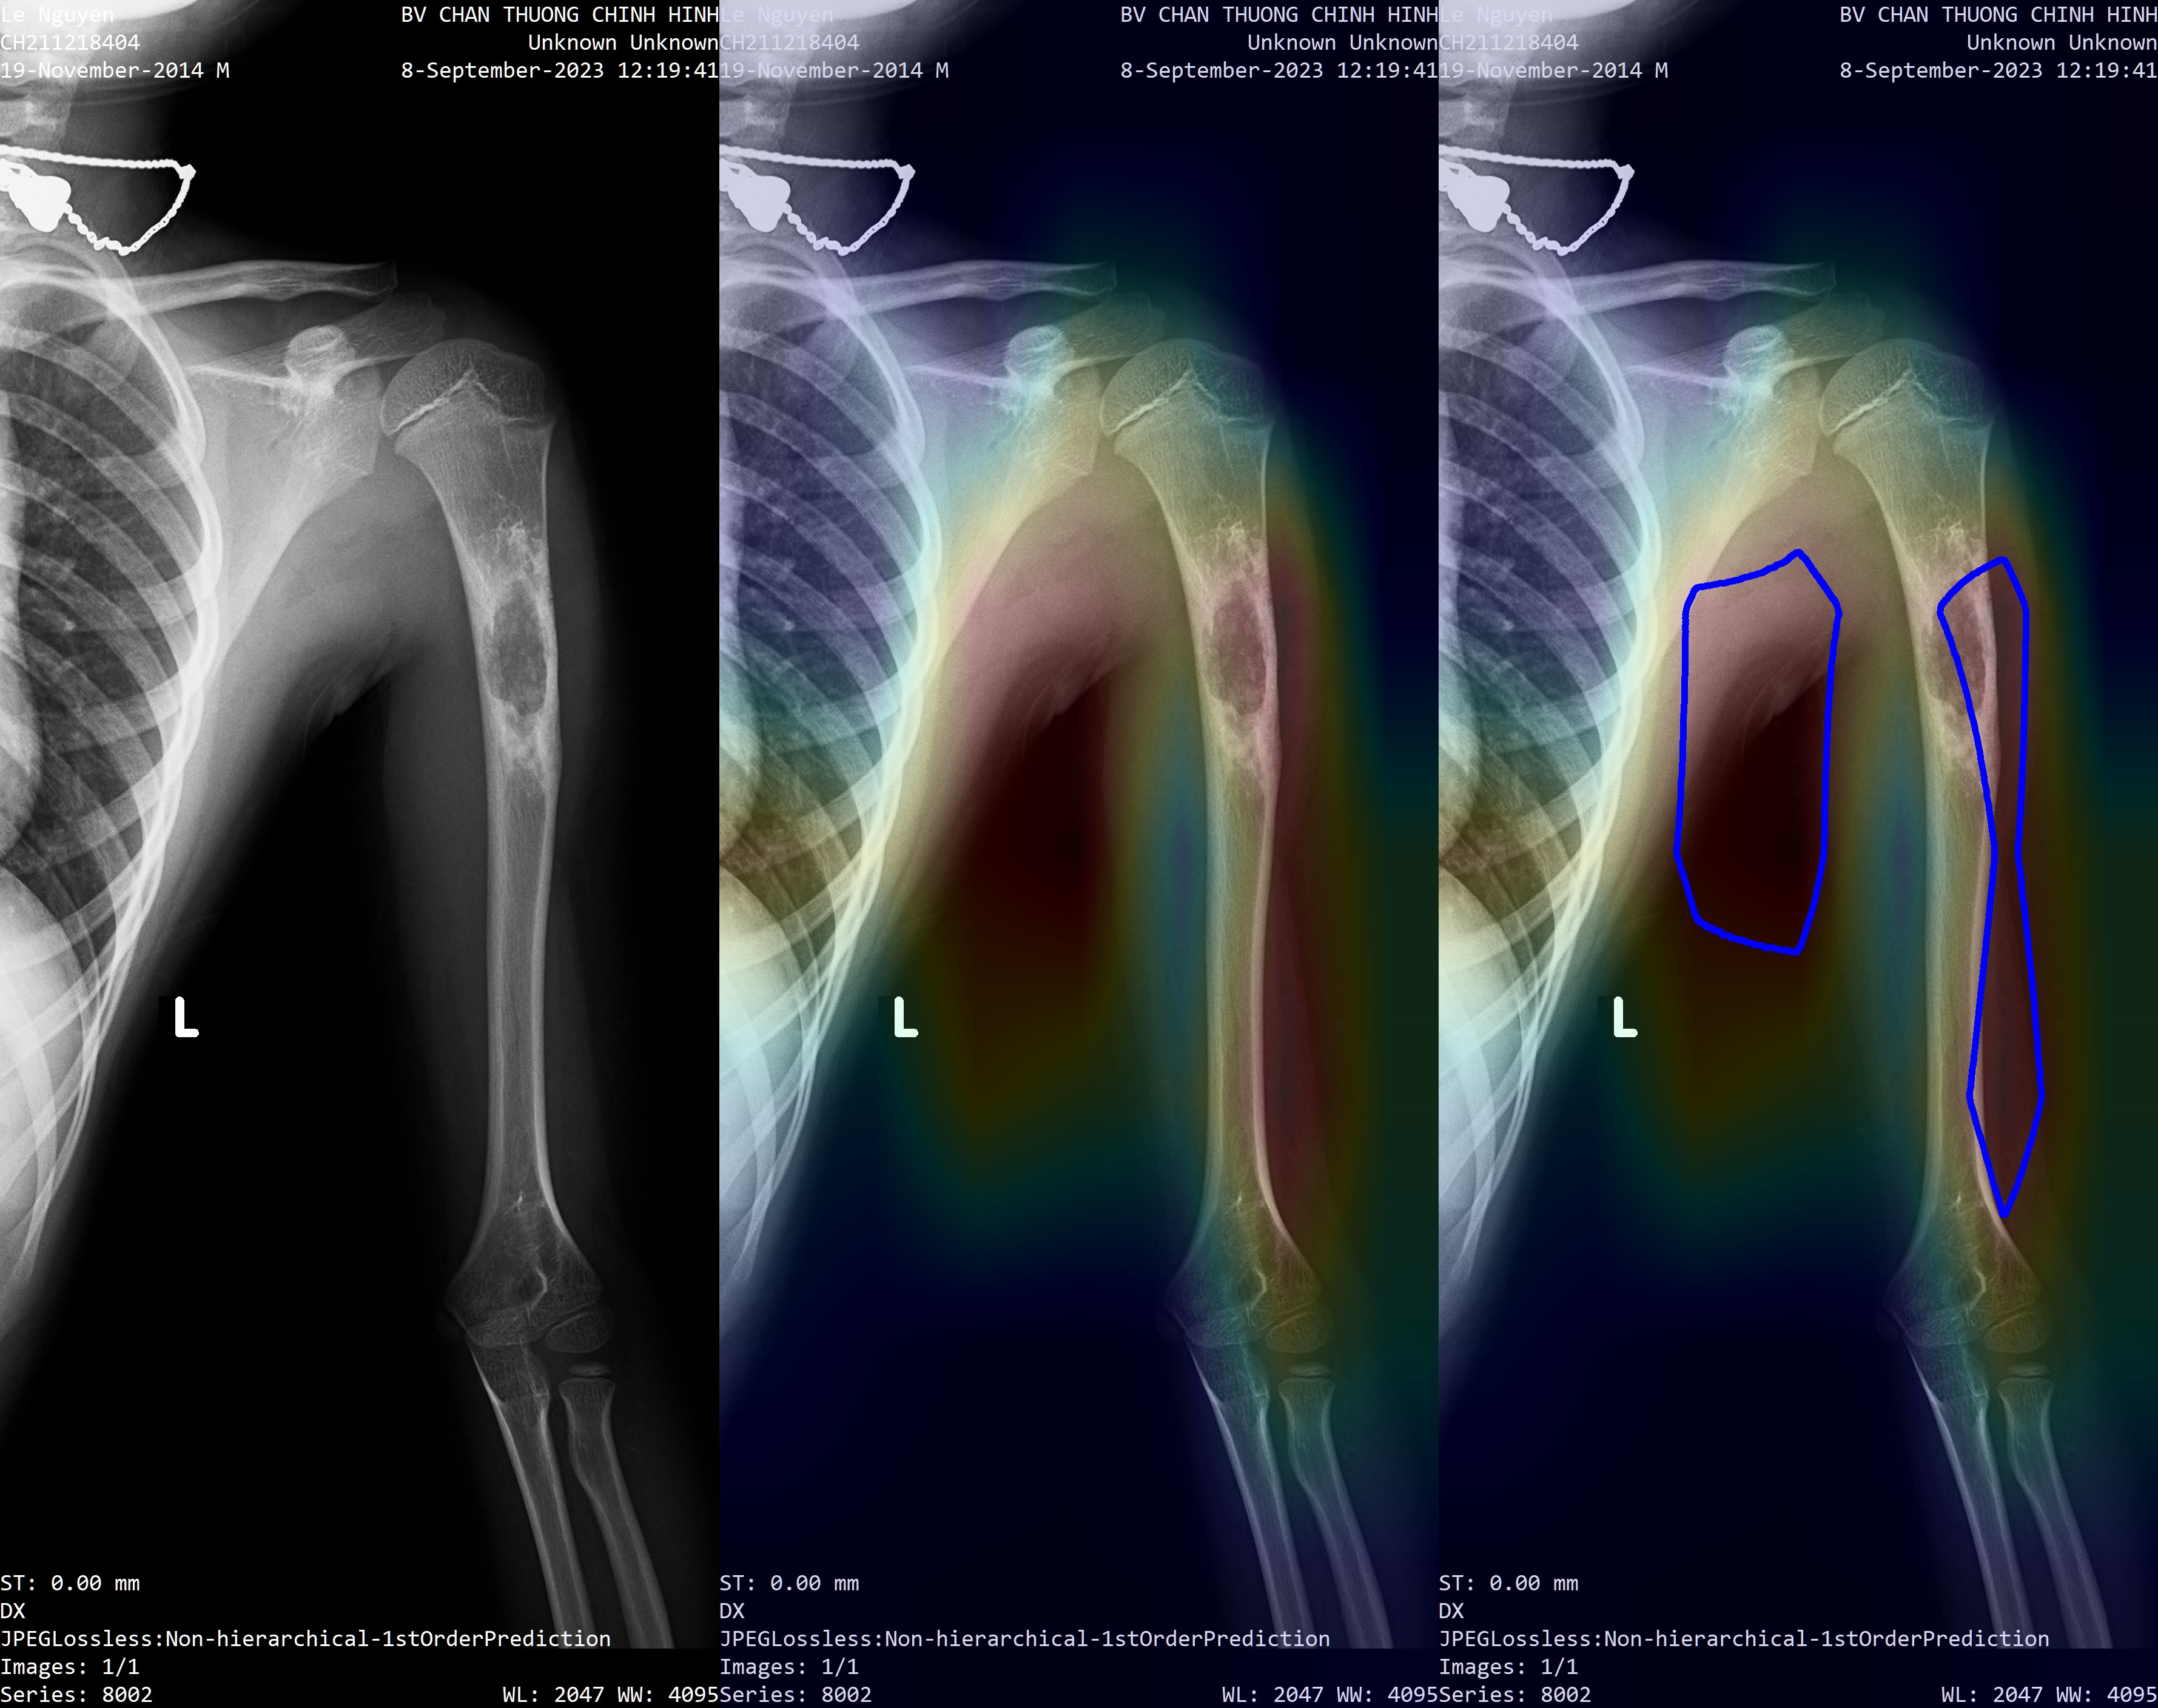 Le Nguyen
CH211218404
19-November-2014 M
BV CHAN THUONG CHINH HINH
Unknown Unknown
8-September-2023 12:19:41
L
ST: 0.00 mm
DX
JPEGLossless:Non-hierarchical-1stOrderPrediction
Images: 1/1
Series: 8002
WL: 2047 WW: 4095
Le Nguyen
CH211218404
19-November-2014 M
BV CHAN THUONG CHINH HINH
Unknown Unknown
8-September-2023 12:19:41
L
ST: 0.00 mm
DX
JPEGLossless:Non-hierarchical-1stOrderPrediction
Images: 1/1
Series: 8002
WL: 2047 WW: 4095
Le Nguyen
CH211218404
19-November-2014 M
BV CHAN THUONG CHINH HINH
Unknown Unknown
8-September-2023 12:19:41
L
ST: 0.00 mm
DX
JPEGLossless:Non-hierarchical-1stOrderPrediction
Images: 1/1
Series: 8002
WL: 2047 WW: 4095